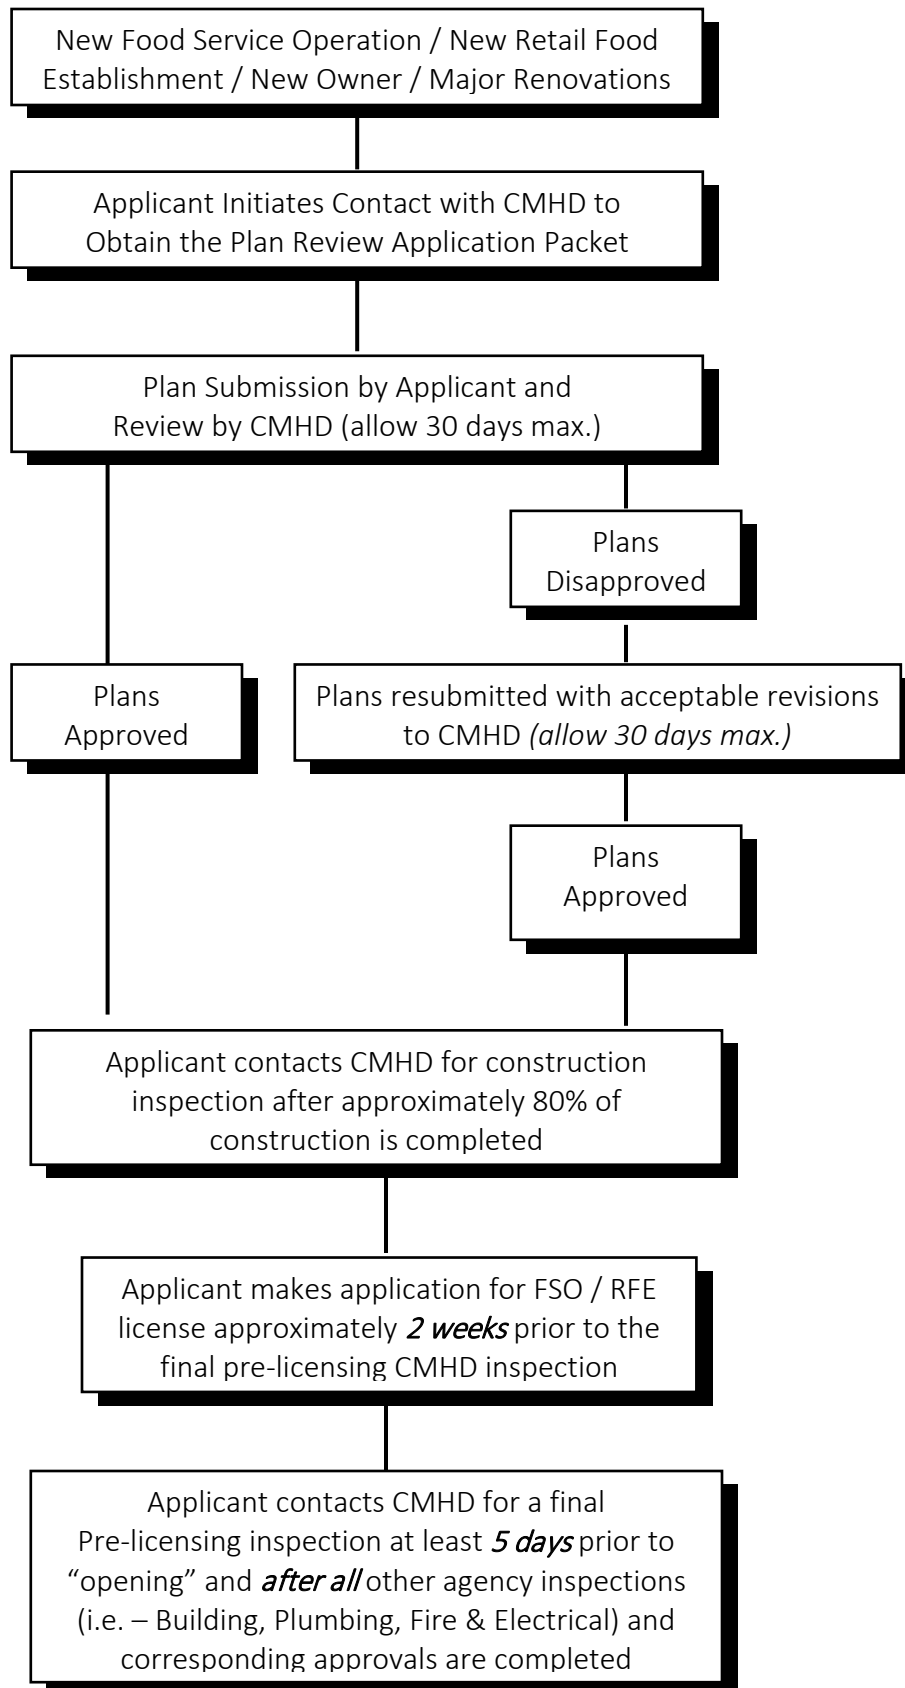 New Food Service Operation / New Retail Food
Establishment / New Owner / Major Renovations
Applicant Initiates Contact with CMHD to
Obtain the Plan Review Application Packet
Plan Submission by Applicant and
Review by CMHD (allow 30 days max.)
Plans
Disapproved
Plans
Approved
Plans resubmitted with acceptable revisions
to CMHD (allow 30 days max.)
Plans
Approved
Applicant contacts CMHD for construction
inspection after approximately 80% of
construction is completed
Applicant makes application for FSO / RFE
license approximately 2 weeks prior to the
final pre-licensing CMHD inspection
Applicant contacts CMHD for a final
Pre-licensing inspection at least 5 days prior to
“opening” and after all other agency inspections
(i.e. – Building, Plumbing, Fire & Electrical) and
corresponding approvals are completed